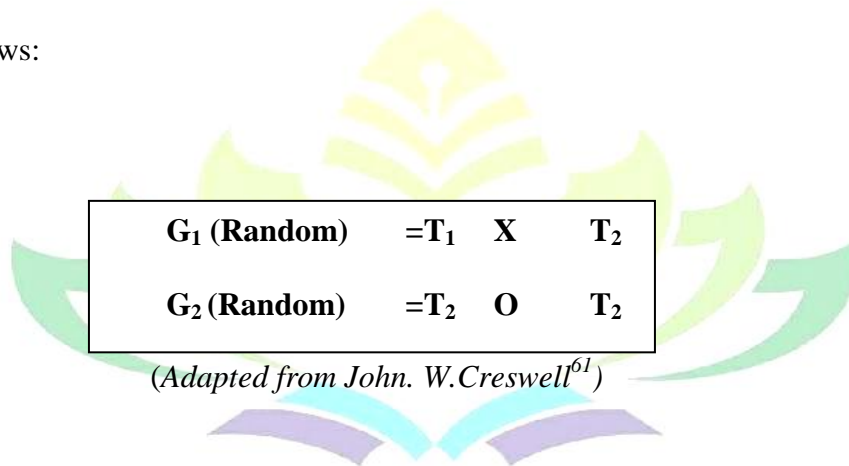 ws:
G₁ (Random) =T₁ X T₂
G₂ (Random) =T₂ O T₂
(Adapted from John. W.Creswell⁶¹)